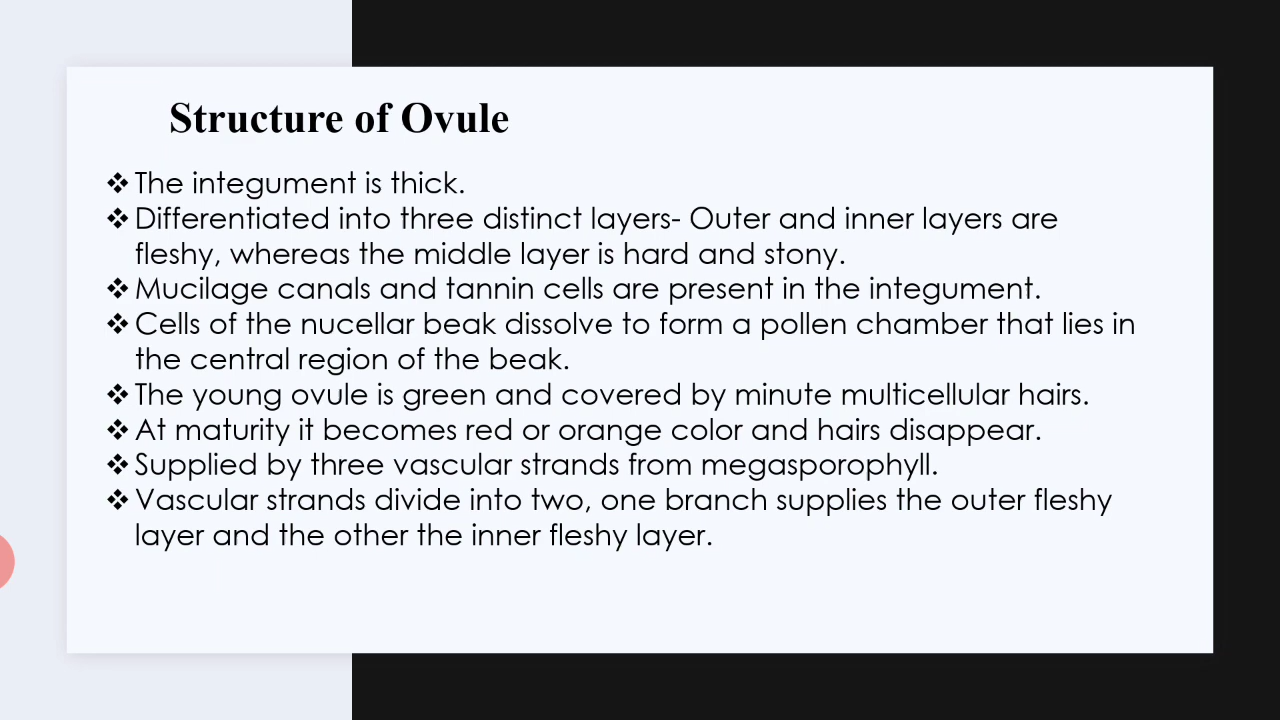 Structure of Ovule
❖ The integument is thick.
❖ Differentiated into three distinct layers- Outer and inner layers are
fleshy, whereas the middle layer is hard and stony.
❖ Mucilage canals and tannin cells are present in the integument.
❖ Cells of the nucellar beak dissolve to form a pollen chamber that lies in
the central region of the beak.
❖ The young ovule is green and covered by minute multicellular hairs.
❖ At maturity it becomes red or orange color and hairs disappear.
❖ Supplied by three vascular strands from megasporophyll.
❖ Vascular strands divide into two, one branch supplies the outer fleshy
layer and the other the inner fleshy layer.